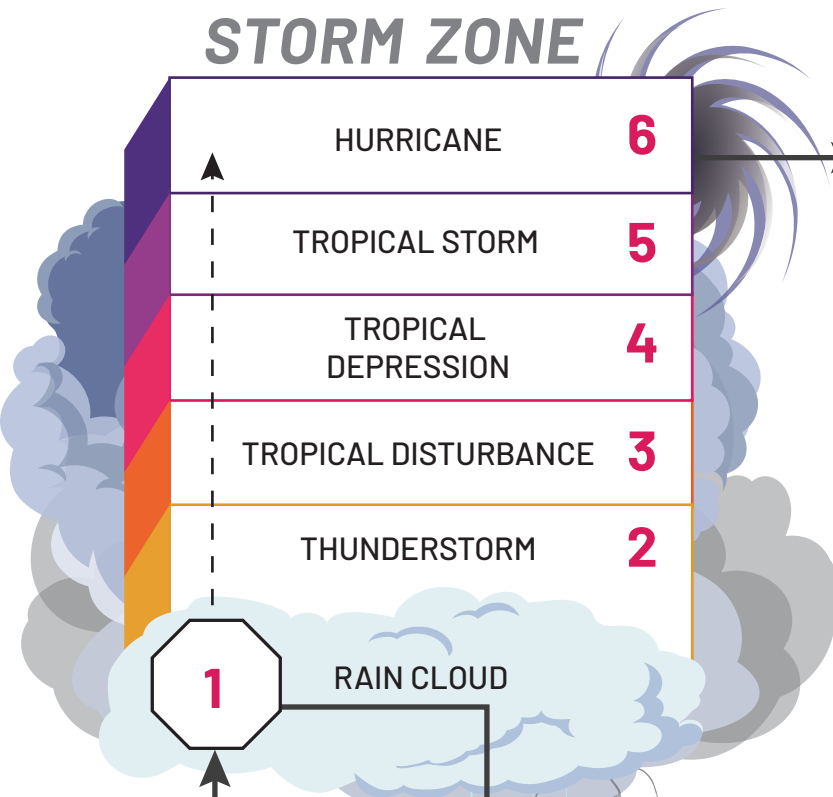 STORM ZONE
HURRICANE 6
TROPICAL STORM 5
TROPICAL
DEPRESSION 4
TROPICAL DISTURBANCE 3
THUNDERSTORM 2
1 RAIN CLOUD